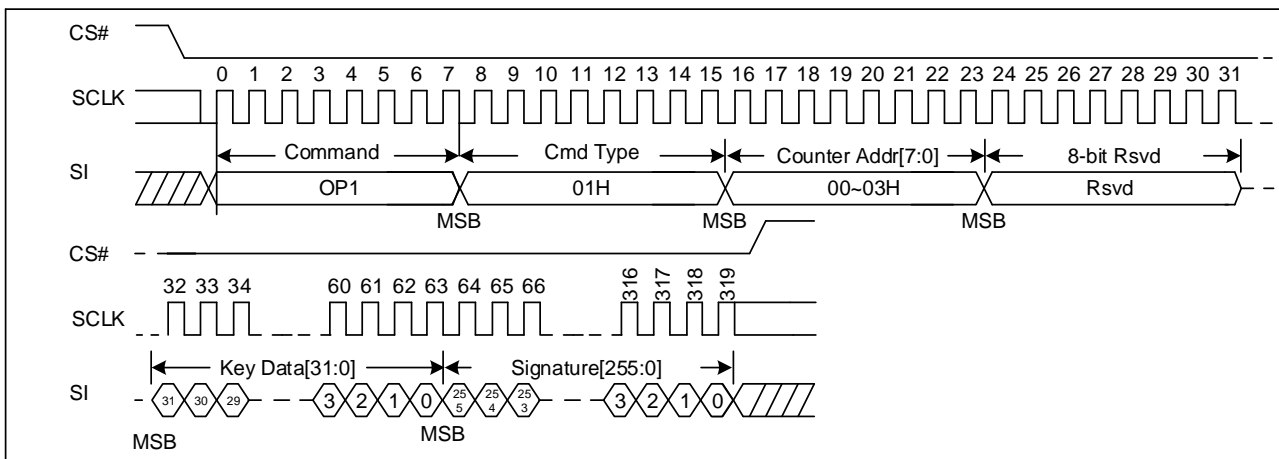 CS#
0 1 2 3 4 5 6 7 8 9 10 11 12 13 14 15 16 17 18 19 20 21 22 23 24 25 26 27 28 29 30 31
SCLK
Command Cmd Type Counter Addr[7:0] 8-bit Rsvd
SI
OP1 01H 00~03H Rsvd
MSB MSB MSB
CS#
32 33 34 60 61 62 63 64 65 66 316 317 318 319
SCLK
Key Data[31:0] Signature[255:0]
SI
31 30 29 3 2 1 0 255 254 253 3 2 1 0
MSB MSB